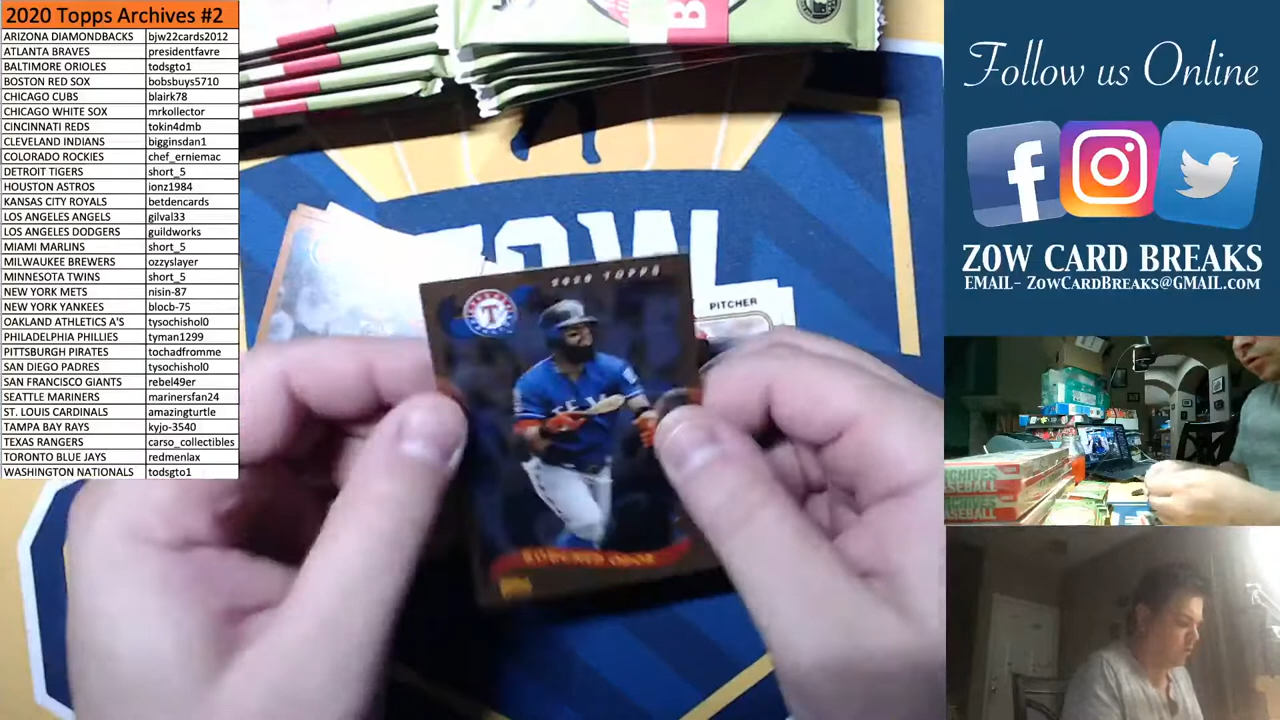 2020 Topps Archives #2
ARIZONA DIAMONDBACKS bjw22cards2012
ATLANTA BRAVES presidentfavre
BALTIMORE ORIOLES todsgto1
BOSTON RED SOX bobsbuys5710
CHICAGO CUBS blairk78
CHICAGO WHITE SOX mrkollector
CINCINNATI REDS tokin4dmb
CLEVELAND INDIANS bigginsdan1
COLORADO ROCKIES chef_erniemac
DETROIT TIGERS short_5
HOUSTON ASTROS ionz1984
KANSAS CITY ROYALS betdencards
LOS ANGELES ANGELS gilval33
LOS ANGELES DODGERS guildworks
MIAMI MARLINS short_5
MILWAUKEE BREWERS ozzyslayer
MINNESOTA TWINS short_5
NEW YORK METS nisin-87
NEW YORK YANKEES blocb-75
OAKLAND ATHLETICS A'S tysochishol0
PHILADELPHIA PHILLIES tyman1299
PITTSBURGH PIRATES tochadfromme
SAN DIEGO PADRES tysochishol0
SAN FRANCISCO GIANTS rebel49er
SEATTLE MARINERS marinersfan24
ST. LOUIS CARDINALS amazingturtle
TAMPA BAY RAYS kyjo-3540
TEXAS RANGERS carso_collectibles
TORONTO BLUE JAYS redmenlax
WASHINGTON NATIONALS todsgto1
B
ZOW
2020 TOPPS
T
PITCHER
Follow us Online
f
ZOW CARD BREAKS
EMAIL- ZOWCARDBREAKS@GMAIL.COM
ARCHIVES
BASEBALL